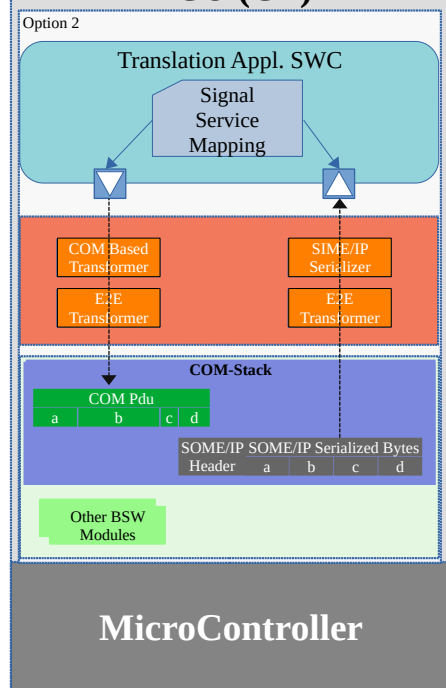 Option 2
Translation Appl. SWC
Signal
Service
Mapping
COM Based
Transformer
SIME/IP
Serializer
E2E
Transformer
E2E
Transformer
COM-Stack
COM Pdu
a b c d
SOME/IP SOME/IP Serialized Bytes
Header a b c d
Other BSW
Modules
MicroController